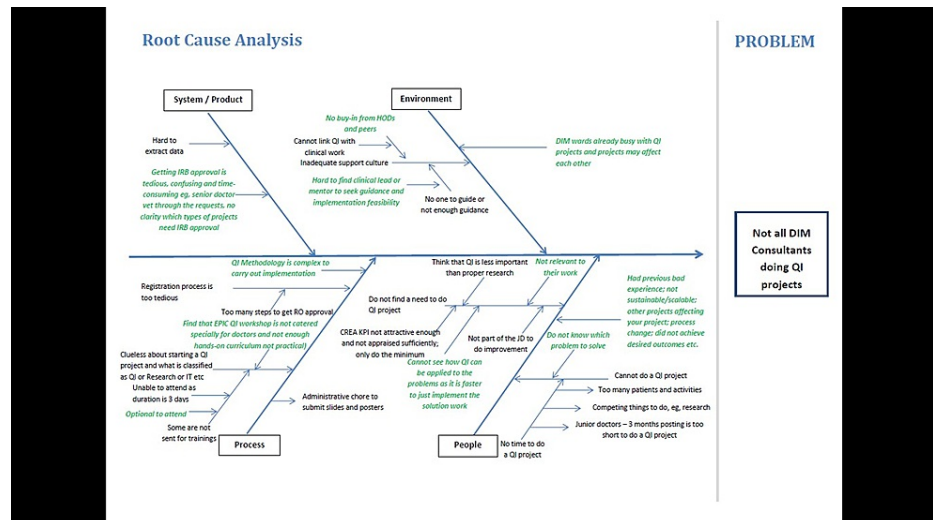 Root Cause Analysis
PROBLEM
System / Product
Environment
Hard to
extract data
Getting IRB approval is
tedious, confusing and time-
consuming eg, senior doctor
vet through the requests, no
clarity which types of projects
need IRB approval
No buy-in from HODs
and peers
Cannot link QI with
clinical work
Inadequate support culture
Hard to find clinical lead or
mentor to seek guidance and
implementation feasibility
No one to guide or
not enough guidance
DIM wards already busy with QI
projects and projects may affect
each other
Not all DIM
Consultants
doing QI
projects
QI Methodology is complex to
carry out implementation
Registration process is
too tedious
Too many steps to get RO approval
Find that EPIC QI workshop is not catered
specially for doctors and not enough
hands-on curriculum not practical)
Clueless about starting a QI
project and what is classified
as QI or Research or IT etc
Unable to attend as
duration is 3 days
Optional to attend
Some are not
sent for trainings
Administrative chore to
submit slides and posters
Process
Think that QI is less important
than proper research
Not relevant to
their work
Do not find a need to do
QI project
CREA KPI not attractive enough
and not appraised sufficiently;
only do the minimum
Not part of the JD to
do improvement
Cannot see how QI can
be applied to the
problems as it is faster
to just implement the
solution work
Had previous bad
experience; not
sustainable/scalable;
other projects affecting
your project; process
change; did not achieve
desired outcomes etc.
Do not know which
problem to solve
Cannot do a QI project
Too many patients and activities
Competing things to do, eg, research
Junior doctors – 3 months posting is too
short to do a QI project
No time to do
a QI project
People